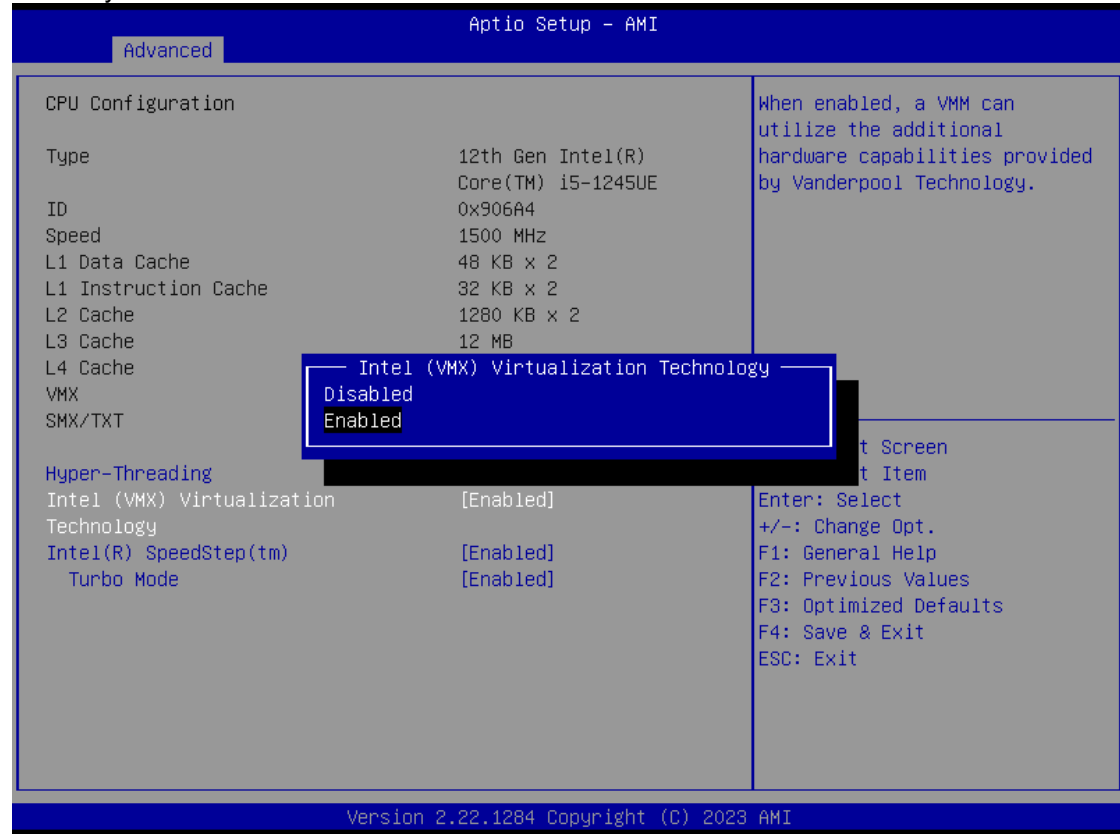 Aptio Setup - AMI
Advanced
CPU Configuration
Type 12th Gen Intel(R)
Core(TM) i5-1245UE
ID 0x906A4
Speed 1500 MHz
L1 Data Cache 48 KB x 2
L1 Instruction Cache 32 KB x 2
L2 Cache 1280 KB x 2
L3 Cache 12 MB
L4 Cache
VMX
SMX/TXT
Intel (VMX) Virtualization Technology
Disabled
Enabled
Hyper-Threading
Intel (VMX) Virtualization [Enabled]
Technology
Intel(R) SpeedStep(tm) [Enabled]
Turbo Mode [Enabled]
When enabled, a VMM can
utilize the additional
hardware capabilities provided
by Vanderpool Technology.
t Screen
t Item
Enter: Select
+/-: Change Opt.
F1: General Help
F2: Previous Values
F3: Optimized Defaults
F4: Save & Exit
ESC: Exit
Version 2.22.1284 Copyright (C) 2023 AMI